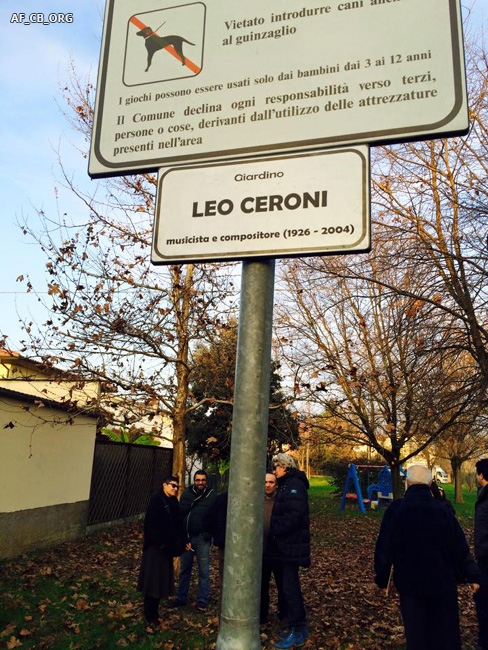 AF_CB_ORG
Vietato introdurre cani anche
al guinzaglio
I giochi possono essere usati solo dai bambini dai 3 ai 12 anni
Il Comune declina ogni responsabilità verso terzi,
persone o cose, derivanti dall'utilizzo delle attrezzature
presenti nell'area
Giardino
LEO CERONI
musicista e compositore (1926 - 2004)